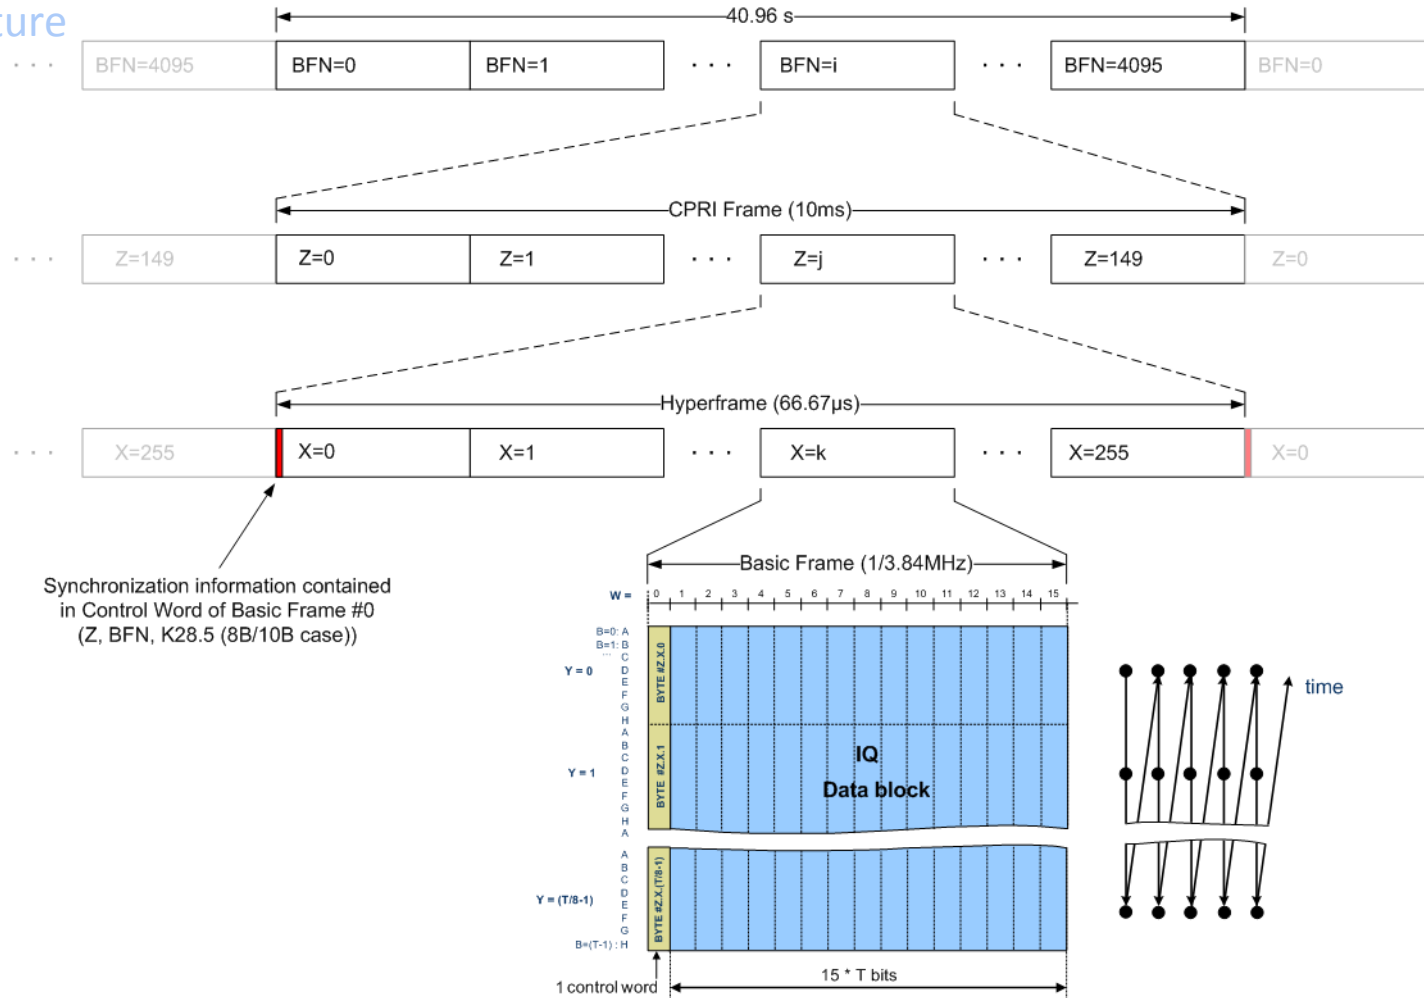 ture
40.96 s
· · · BFN=4095 BFN=0 BFN=1 · · · BFN=i · · · BFN=4095 BFN=0
CPRI Frame (10ms)
· · · Z=149 Z=0 Z=1 · · · Z=j · · · Z=149 Z=0
Hyperframe (66.67µs)
· · · X=255 X=0 X=1 · · · X=k · · · X=255 X=0
Synchronization information contained
in Control Word of Basic Frame #0
(Z, BFN, K28.5 (8B/10B case))
Basic Frame (1/3.84MHz)
W = 0 1 2 3 4 5 6 7 8 9 10 11 12 13 14 15
B=0: A
B=1: B
... C
Y = 0 D
E
F
G
H
BYTE #Z.X.0
A
B
C
Y = 1 D
E
F
G
H
A
BYTE #Z.X.1
IQ
Data block
time
A
B
C
D
Y = (T/8-1) E
F
G
B=(T-1) : H
BYTE #Z.X.(T/8-1)
1 control word
15 * T bits